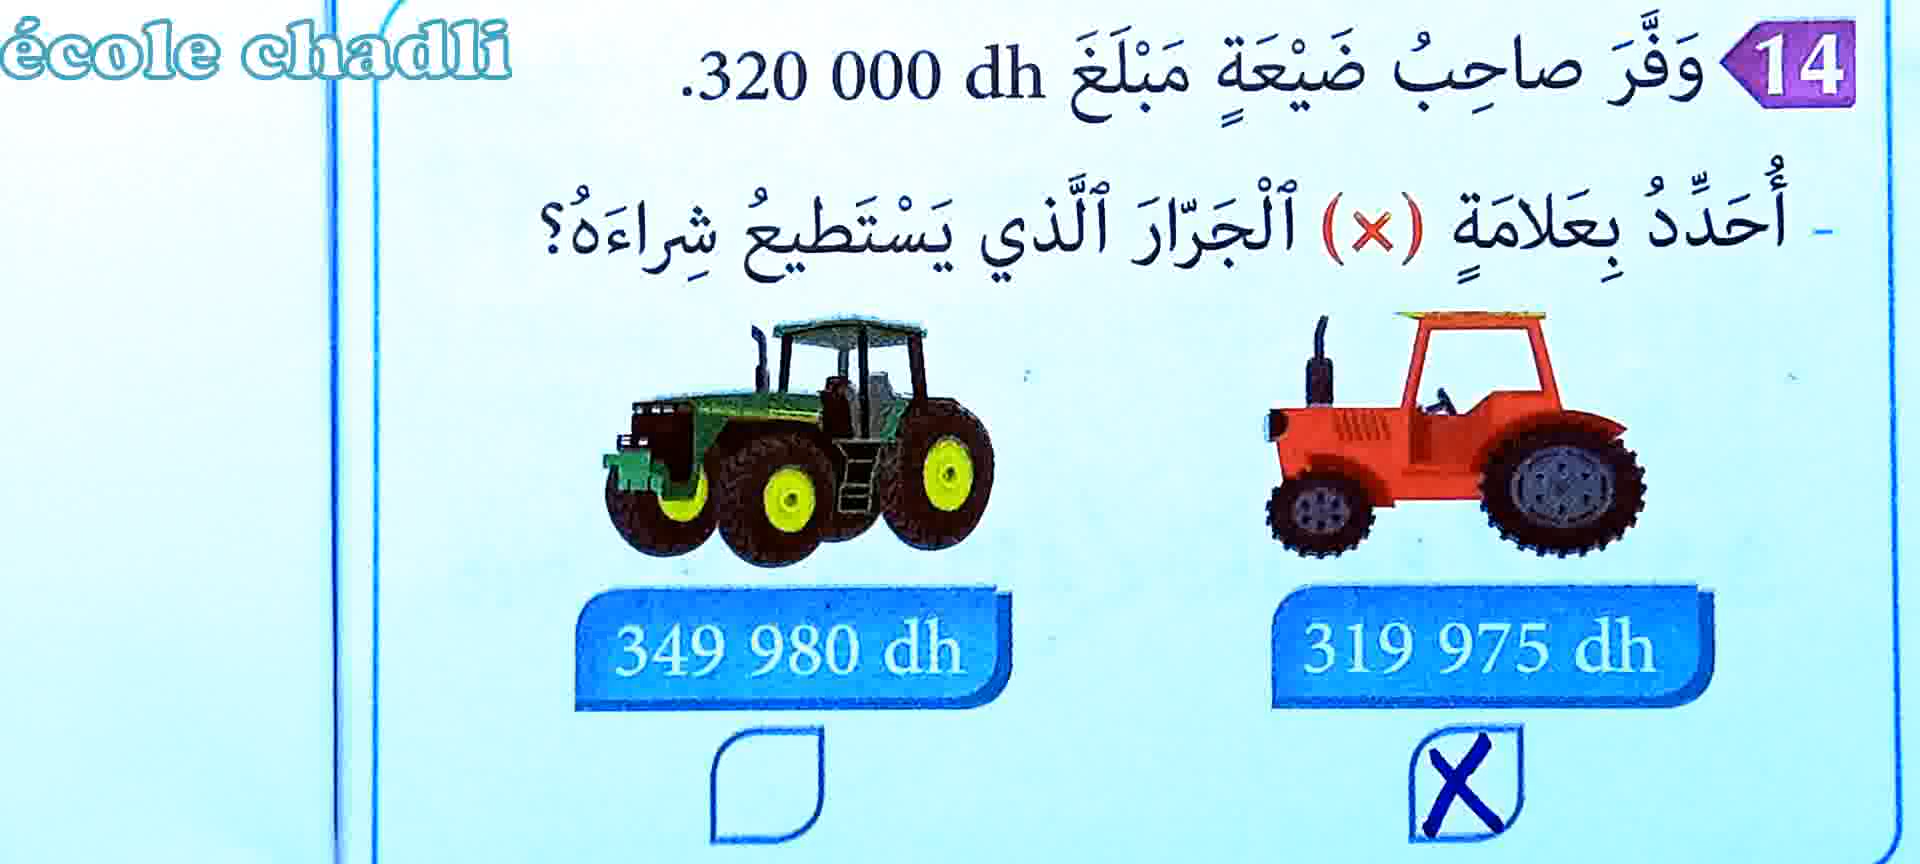 école chadli
14 وَفَّرَ صاحِبُ ضَيْعَةٍ مَبْلَغَ 320 000 dh.
- أُحَدِّدُ بِعَلامَةٍ (×) ٱلْجَرّارَ ٱلَّذي يَسْتَطيعُ شِراءَهُ؟
319 975 dh
349 980 dh
X